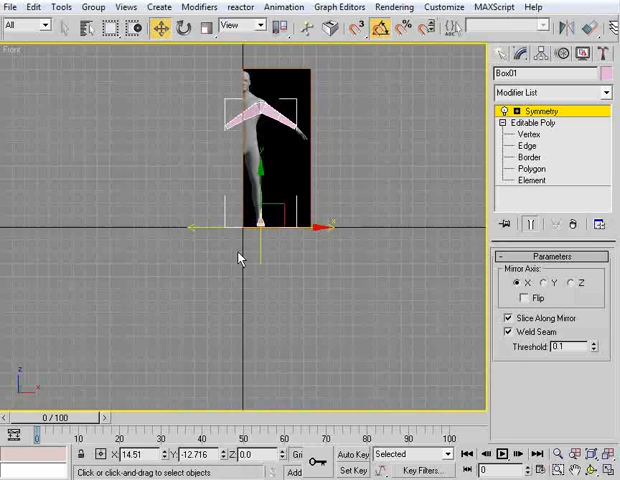 File Edit Tools Group Views Create Modifiers reactor Animation Graph Editors Rendering Customize MAXScript Help
All View
Front
Box01
Modifier List
Symmetry
Editable Poly
Vertex
Edge
Border
Polygon
Element
Parameters
Mirror Axis:
X Y Z
Flip
Slice Along Mirror
Weld Seam
Threshold: 0.1
z
x
x
0 / 100
0 10 20 30 40 50 60 70 80 90 100
X: 14.51 Y: -12.716 Z: 0.0 Gri Auto Key Selected
Click or click-and-drag to select objects Add Set Key Key Filters... 0